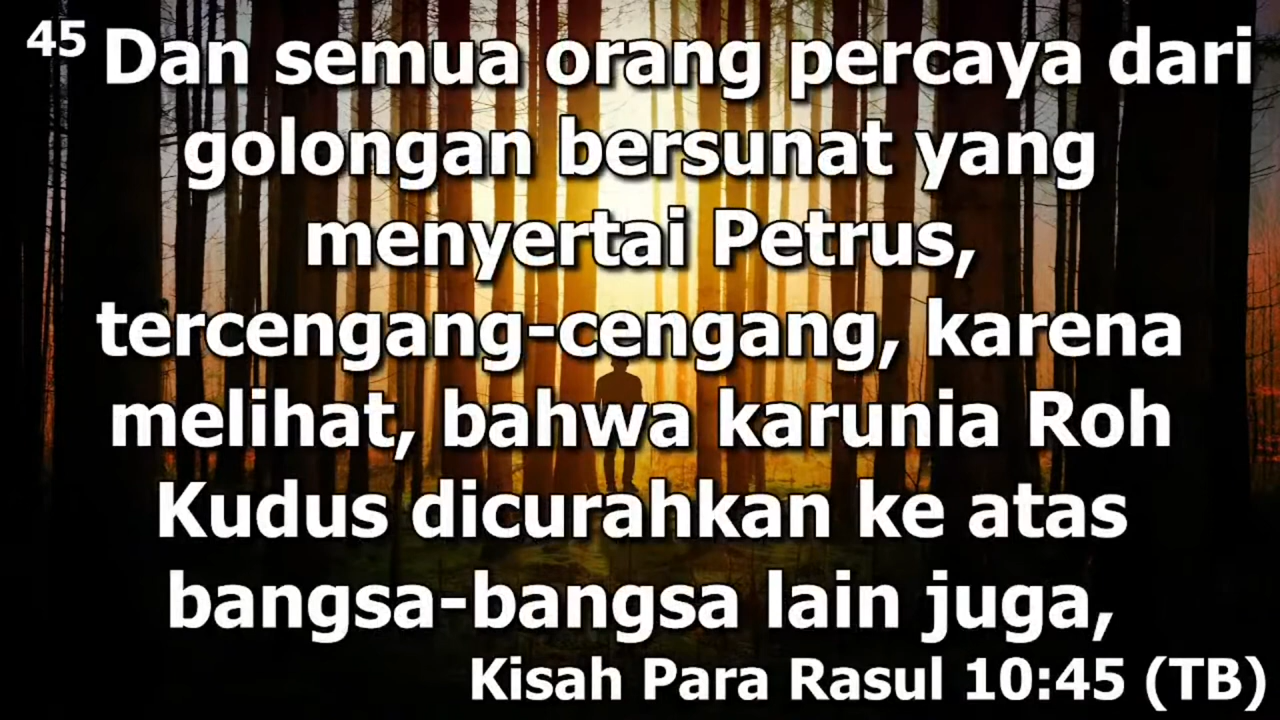 45 Dan semua orang percaya dari
golongan bersunat yang
menyertai Petrus,
tercengang-cengang, karena
melihat, bahwa karunia Roh
Kudus dicurahkan ke atas
bangsa-bangsa lain juga,
Kisah Para Rasul 10:45 (TB)